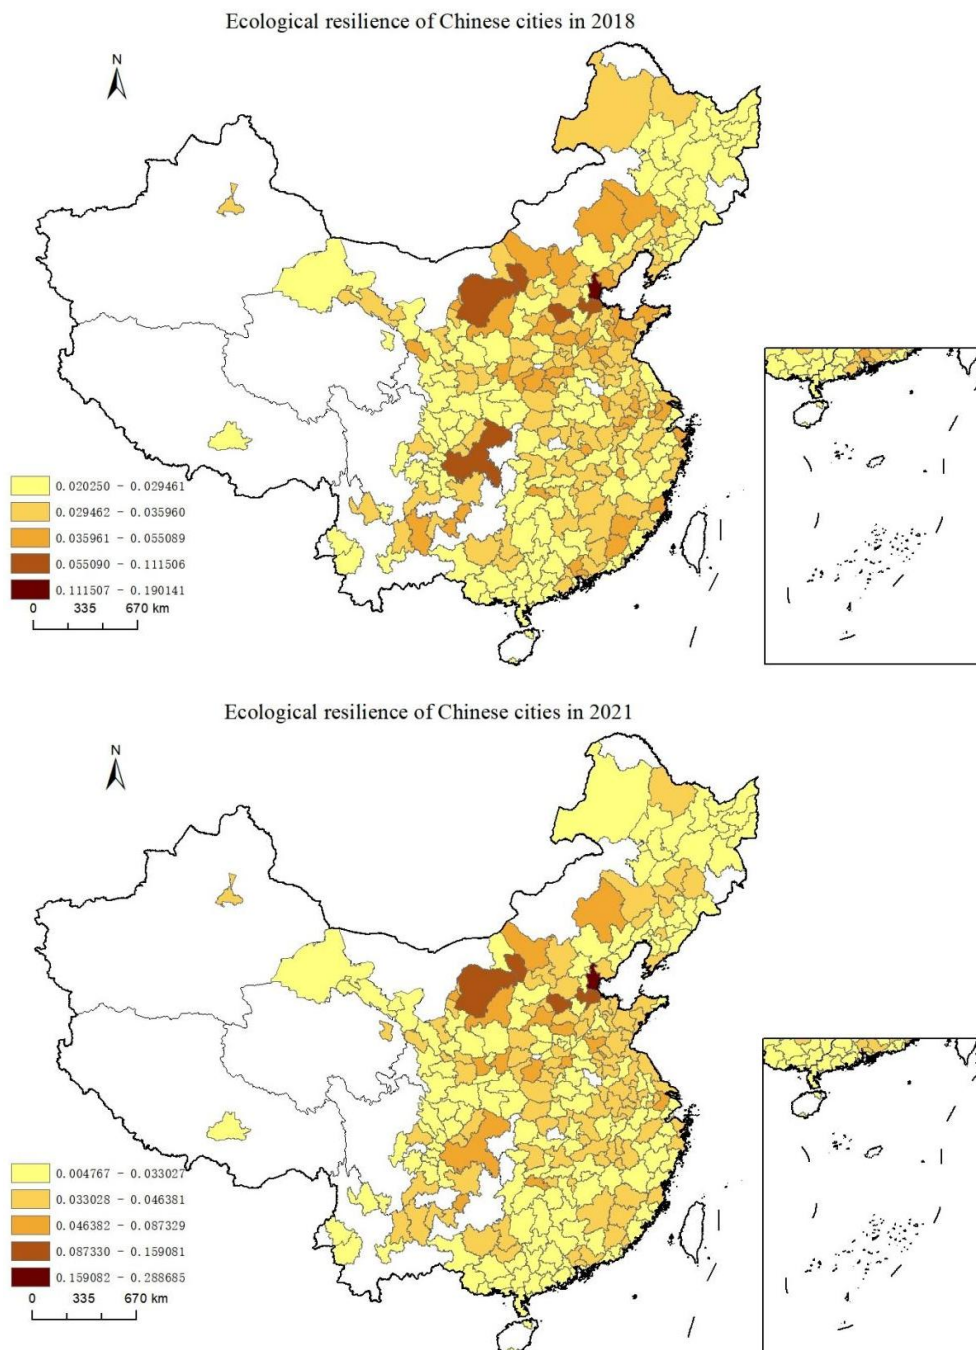 Ecological resilience of Chinese cities in 2018
N
0.020250 - 0.029461
0.029462 - 0.035960
0.035961 - 0.055089
0.055090 - 0.111506
0.111507 - 0.190141
0 335 670 km
Ecological resilience of Chinese cities in 2021
N
0.004767 - 0.033027
0.033028 - 0.046381
0.046382 - 0.087329
0.087330 - 0.159081
0.159082 - 0.288685
0 335 670 km